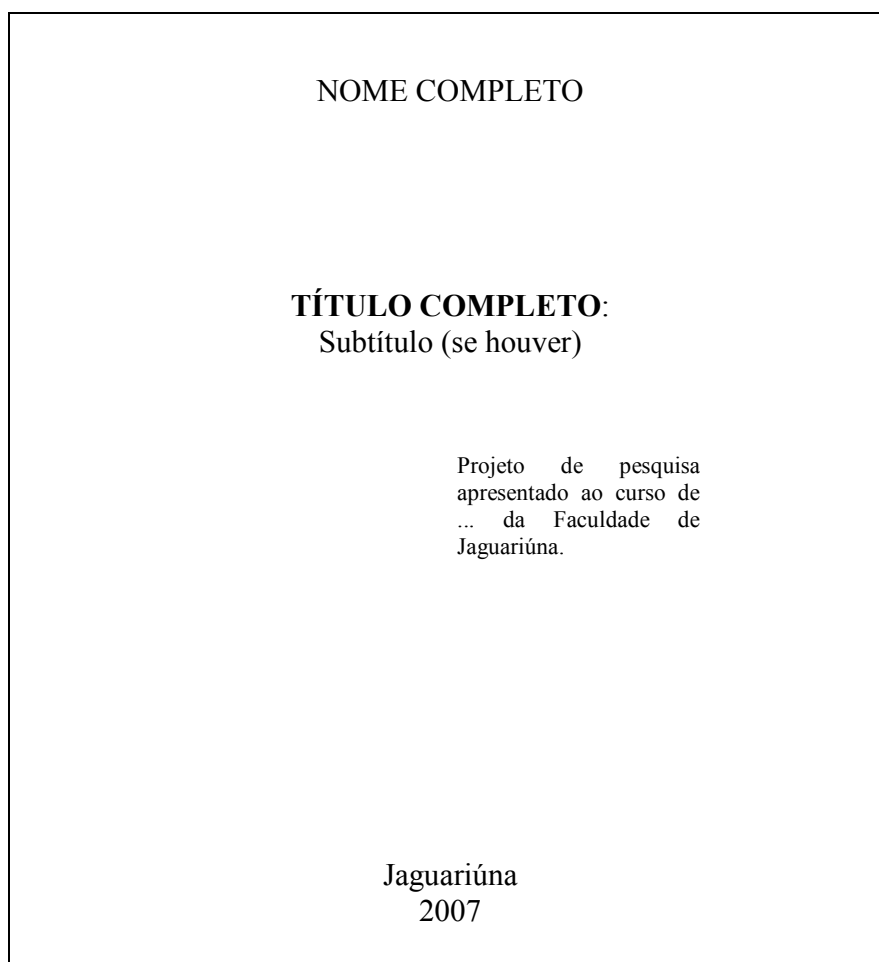 NOME COMPLETO
TÍTULO COMPLETO:
Subtítulo (se houver)
Projeto de pesquisa
apresentado ao curso de
... da Faculdade de
Jaguariúna.
Jaguariúna
2007